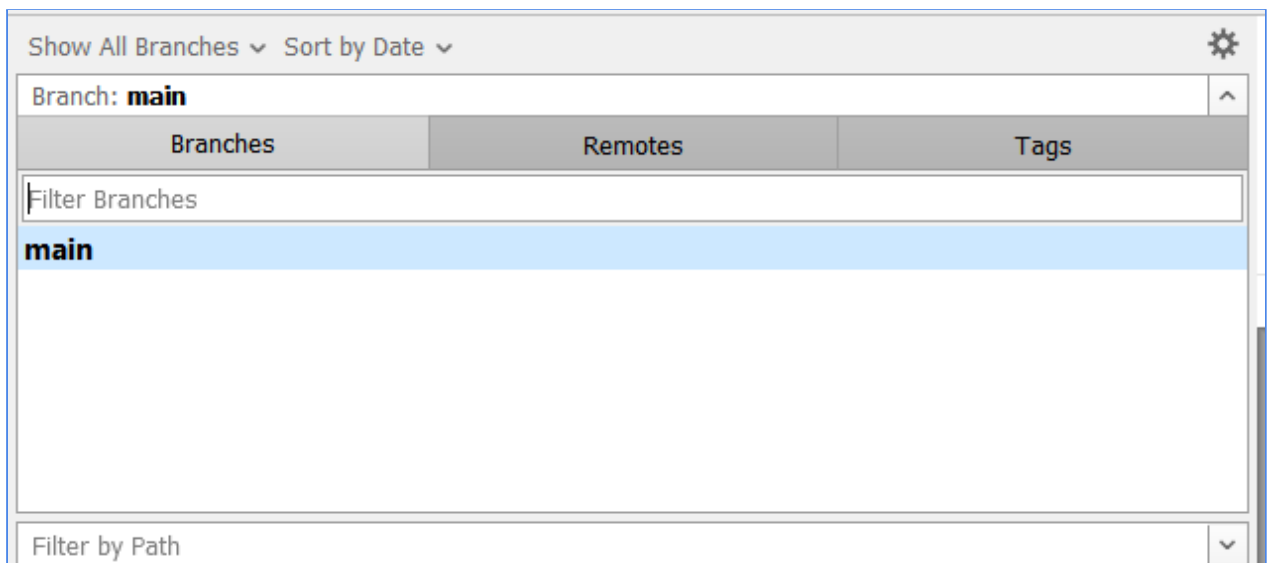 Show All Branches Sort by Date
Branch: main
Branches Remotes Tags
Filter Branches
main
Filter by Path